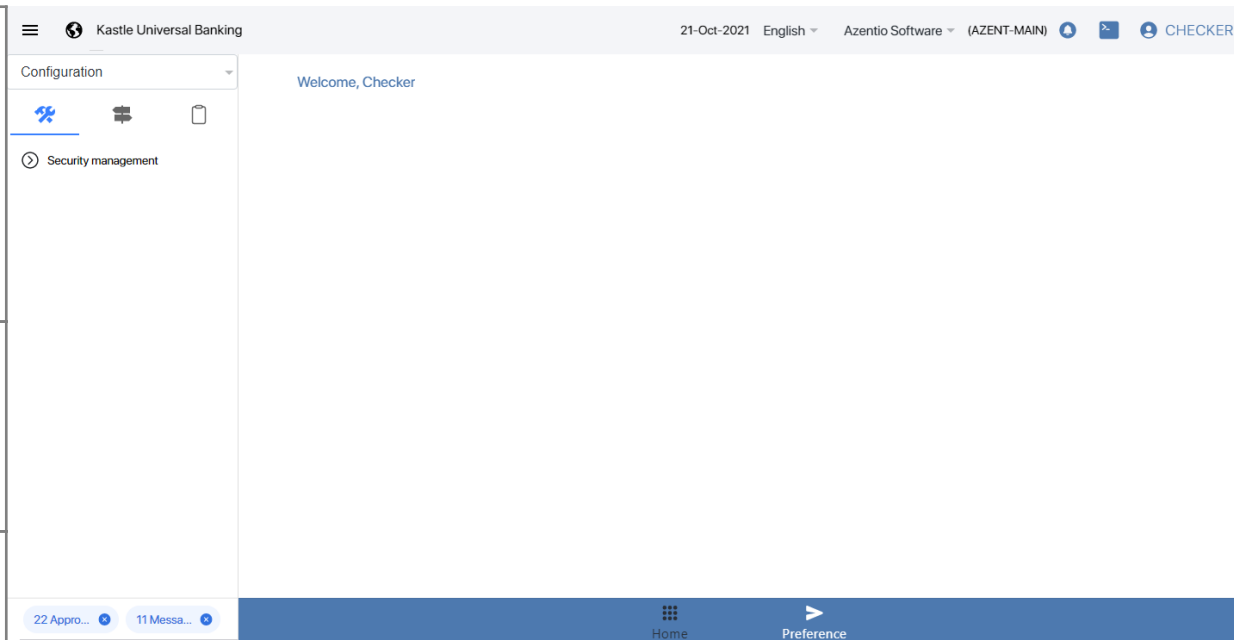 Kastle Universal Banking
21-Oct-2021 English Azentio Software (AZENT-MAIN) CHECKER
Configuration
Welcome, Checker
Security management
22 Appro... 11 Messa...
Home Preference